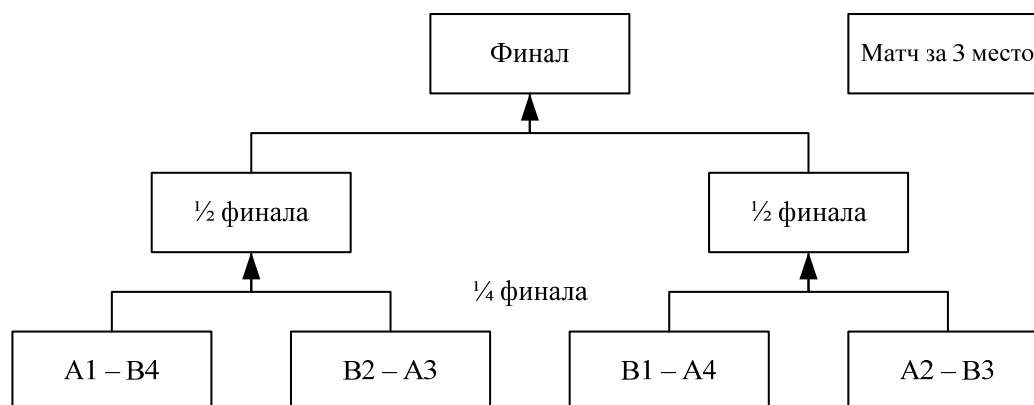 Финал
Матч за 3 место
½ финала
½ финала
¼ финала
A1 – B4
B2 – A3
B1 – A4
A2 – B3